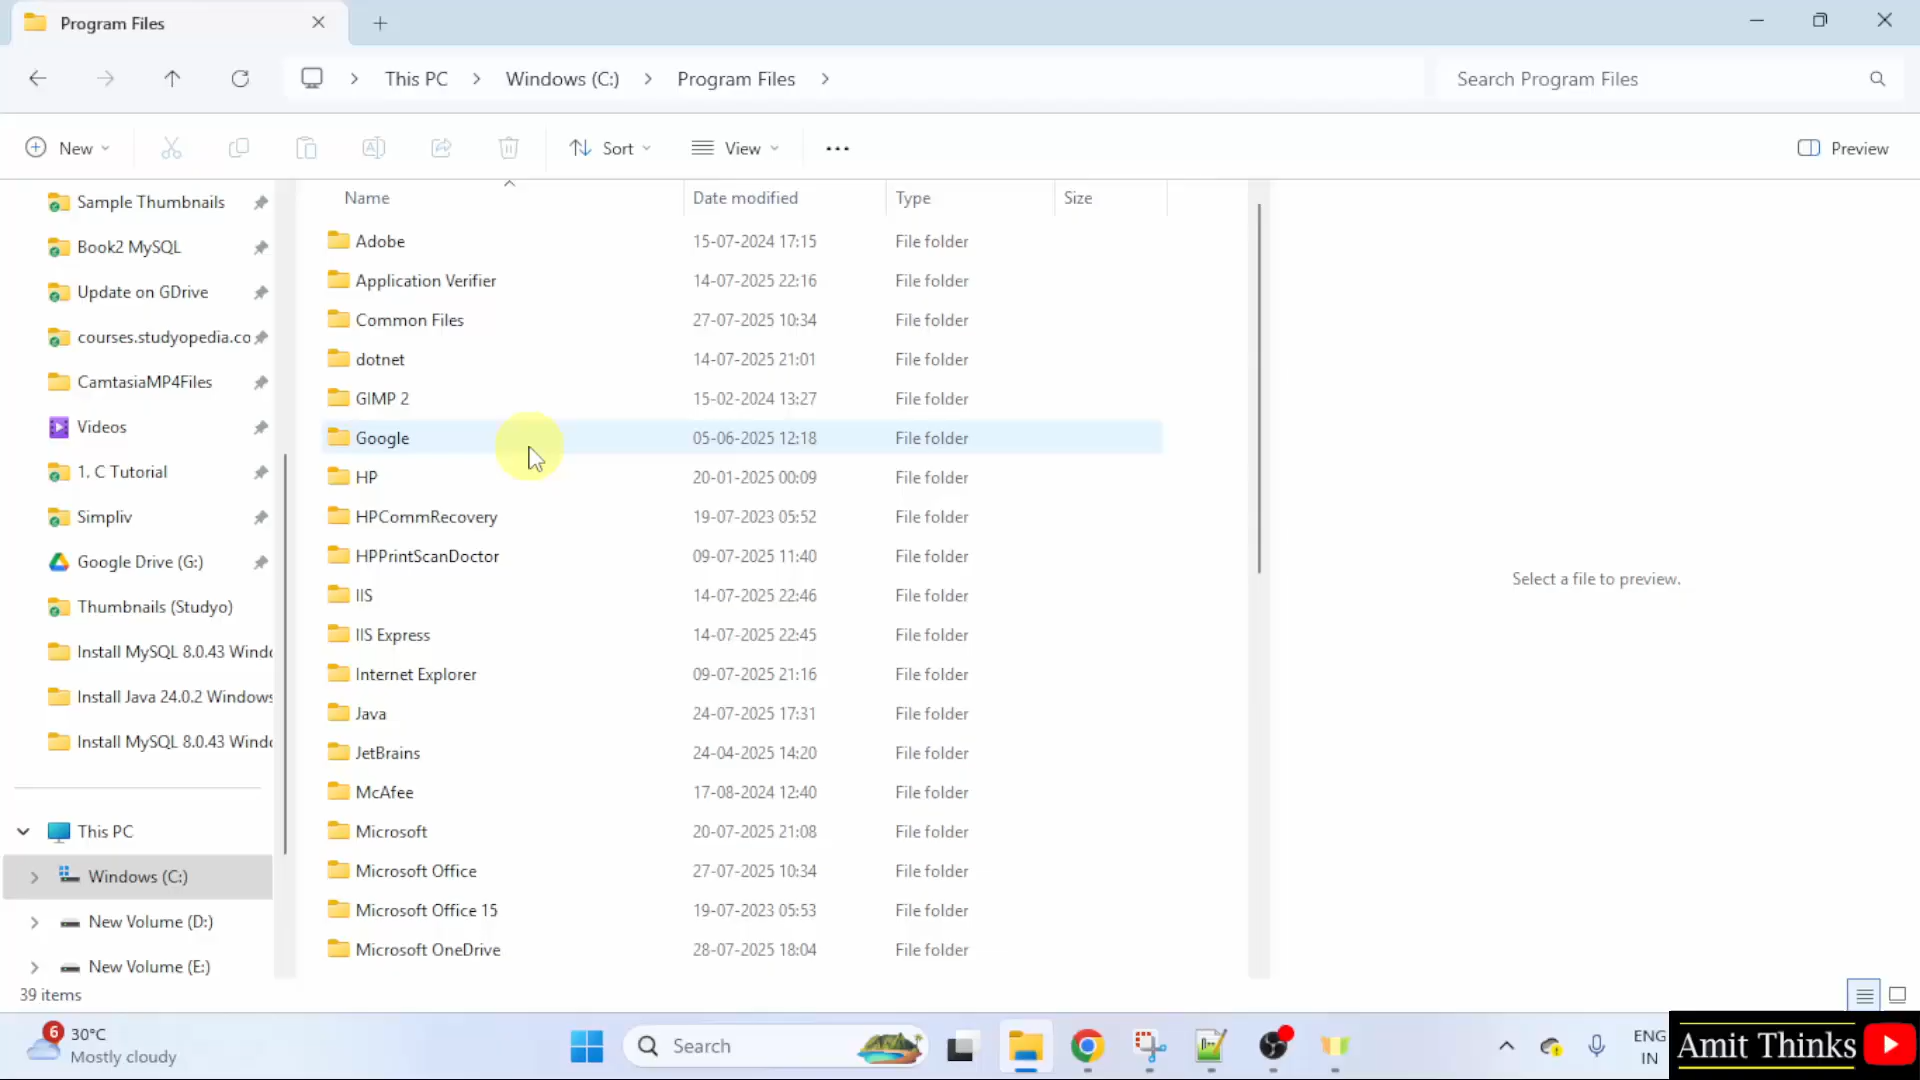 Program Files
This PC
Windows (C:)
Program Files
Search Program Files
New
Sort
View
Preview
Sample Thumbnails
Book2 MySQL
Update on GDrive
courses.studyopedia.co
CamtasiaMP4Files
Videos
1. C Tutorial
Simpliv
Google Drive (G:)
Thumbnails (Studyo)
Install MySQL 8.0.43 Windo
Install Java 24.0.2 Windows
Install MySQL 8.0.43 Windo
This PC
Windows (C:)
New Volume (D:)
New Volume (E:)
39 items
Name Date modified Type Size
Adobe 15-07-2024 17:15 File folder
Application Verifier 14-07-2025 22:16 File folder
Common Files 27-07-2025 10:34 File folder
dotnet 14-07-2025 21:01 File folder
GIMP 2 15-02-2024 13:27 File folder
Google 05-06-2025 12:18 File folder
HP 20-01-2025 00:09 File folder
HPCommRecovery 19-07-2023 05:52 File folder
HPPrintScanDoctor 09-07-2025 11:40 File folder
IIS 14-07-2025 22:46 File folder
IIS Express 14-07-2025 22:45 File folder
Internet Explorer 09-07-2025 21:16 File folder
Java 24-07-2025 17:31 File folder
JetBrains 24-04-2025 14:20 File folder
McAfee 17-08-2024 12:40 File folder
Microsoft 20-07-2025 21:08 File folder
Microsoft Office 27-07-2025 10:34 File folder
Microsoft Office 15 19-07-2023 05:53 File folder
Microsoft OneDrive 28-07-2025 18:04 File folder
Select a file to preview.
6
30°C
Mostly cloudy
Search
ENG
IN
Amit Thinks